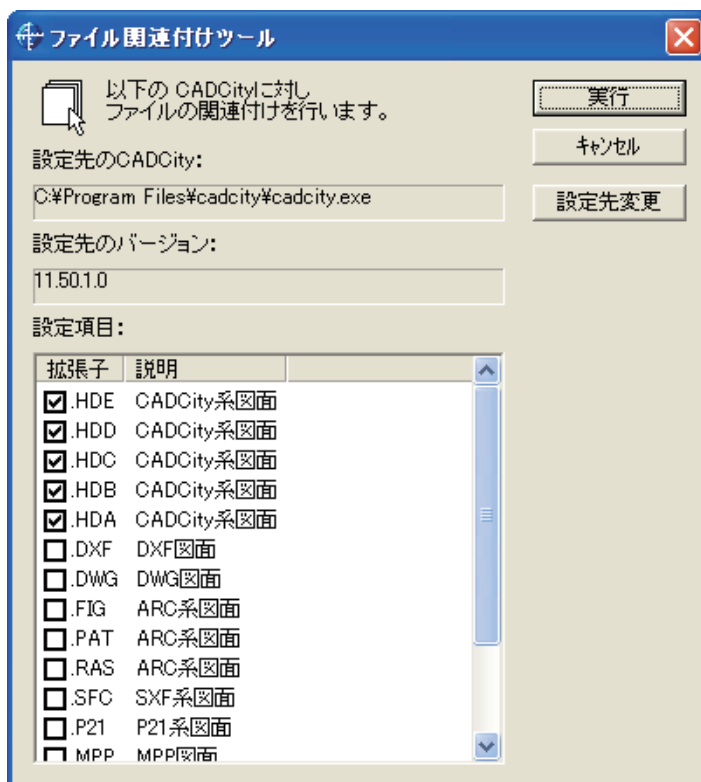 ファイル関連付けツール
以下の CADCityに対し
ファイルの関連付けを行います。
実行
キャンセル
設定先のCADCity:
C:¥Program Files¥cadcity¥cadcity.exe
設定先変更
設定先のバージョン:
11.50.1.0
設定項目:
拡張子 説明
.HDE CADCity系図面
.HDD CADCity系図面
.HDC CADCity系図面
.HDB CADCity系図面
.HDA CADCity系図面
.DXF DXF図面
.DWG DWG図面
.FIG ARC系図面
.PAT ARC系図面
.RAS ARC系図面
.SFC SXF系図面
.P21 P21系図面
.MPP MPP図面